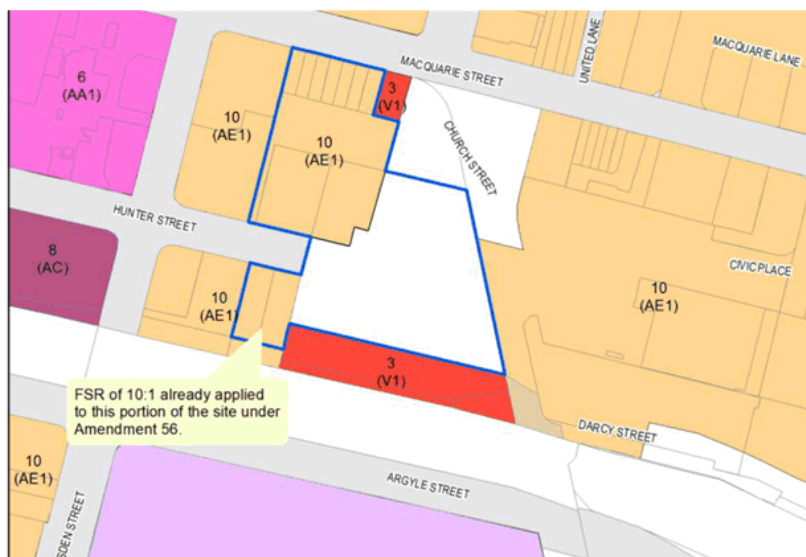 MACQUARIE LANE
UNITED LANE
MACQUARIE STREET
6
(AA1)
3
(V1)
10
(AE1)
10
(AE1)
CHURCH STREET
HUNTER STREET
8
(AC)
CIVIC PLACE
10
(AE1)
10
(AE1)
3
(V1)
FSR of 10:1 already applied
to this portion of the site under
Amendment 56.
DARCY STREET
10
(AE1)
ARGYLE STREET
SDEN STREET